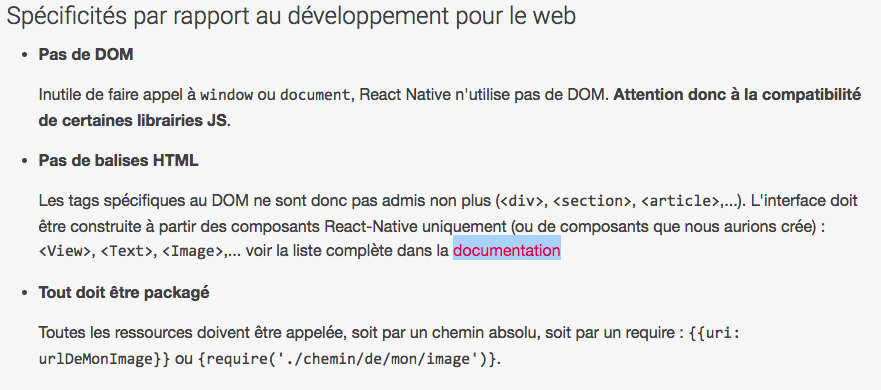 Spécificités par rapport au développement pour le web
• Pas de DOM
Inutile de faire appel à window ou document, React Native n'utilise pas de DOM. Attention donc à la compatibilité
de certaines librairies JS.
• Pas de balises HTML
Les tags spécifiques au DOM ne sont donc pas admis non plus (<div>, <section>, <article>,...). L'interface doit
être construite à partir des composants React-Native uniquement (ou de composants que nous aurions crée) :
<View>, <Text>, <Image>,... voir la liste complète dans la documentation
• Tout doit être packagé
Toutes les ressources doivent être appelée, soit par un chemin absolu, soit par un require : {{uri:
urlDeMonImage}} ou {require('./chemin/de/mon/image')}.